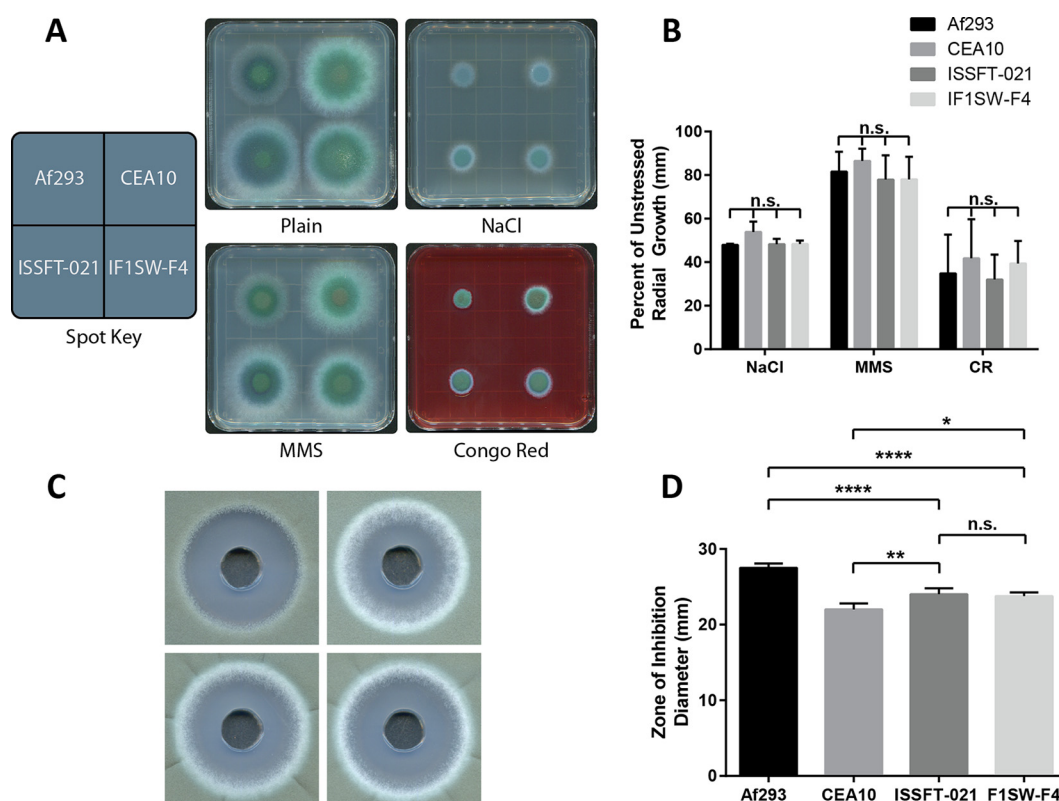 A
Af293
CEA10
ISSFT-021
IF1SW-F4
Spot Key
Plain
NaCl
MMS
Congo Red
B
Af293
CEA10
ISSFT-021
IF1SW-F4
Percent of Unstressed
Radial Growth (mm)
100
80
60
40
20
0
n.s.
n.s.
n.s.
NaCl
MMS
CR
C
D
*
****
****
n.s.
**
Zone of Inhibition
Diameter (mm)
30
20
10
0
Af293
CEA10
ISSFT-021
F1SW-F4